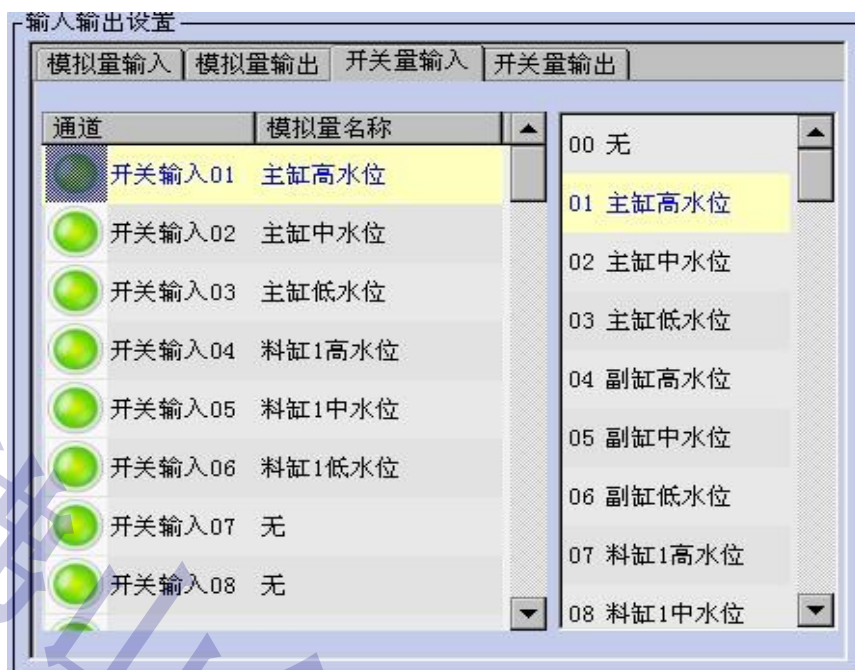 输入输出设置
模拟量输入 模拟量输出 开关量输入 开关量输出
通道 模拟量名称
开关输入01 主缸高水位
开关输入02 主缸中水位
开关输入03 主缸低水位
开关输入04 料缸1高水位
开关输入05 料缸1中水位
开关输入06 料缸1低水位
开关输入07 无
开关输入08 无
00 无
01 主缸高水位
02 主缸中水位
03 主缸低水位
04 副缸高水位
05 副缸中水位
06 副缸低水位
07 料缸1高水位
08 料缸1中水位